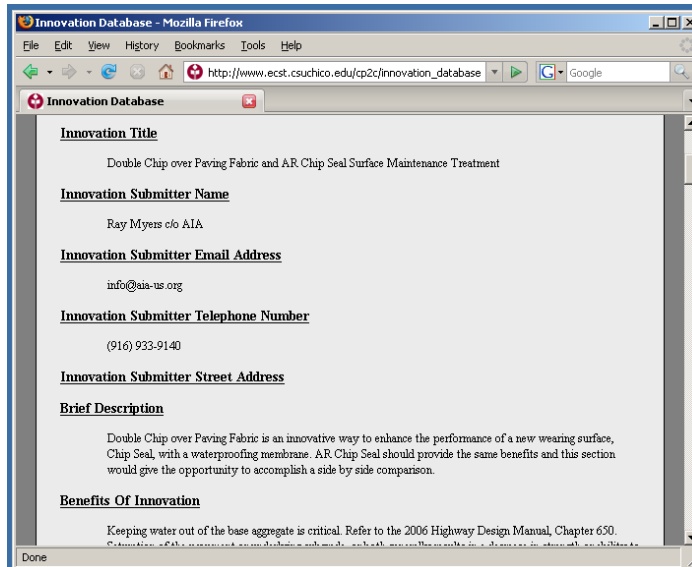 Innovation Database - Mozilla Firefox
File Edit View History Bookmarks Tools Help
http://www.ecst.csuchico.edu/cp2c/innovation_database
G Google
Innovation Database
Innovation Title
Double Chip over Paving Fabric and AR Chip Seal Surface Maintenance Treatment
Innovation Submitter Name
Ray Myers c/o AIA
Innovation Submitter Email Address
info@aia-us.org
Innovation Submitter Telephone Number
(916) 933-9140
Innovation Submitter Street Address
Brief Description
Double Chip over Paving Fabric is an innovative way to enhance the performance of a new wearing surface,
Chip Seal, with a waterproofing membrane. AR Chip Seal should provide the same benefits and this section
would give the opportunity to accomplish a side by side comparison.
Benefits Of Innovation
Keeping water out of the base aggregate is critical. Refer to the 2006 Highway Design Manual, Chapter 650.
Done